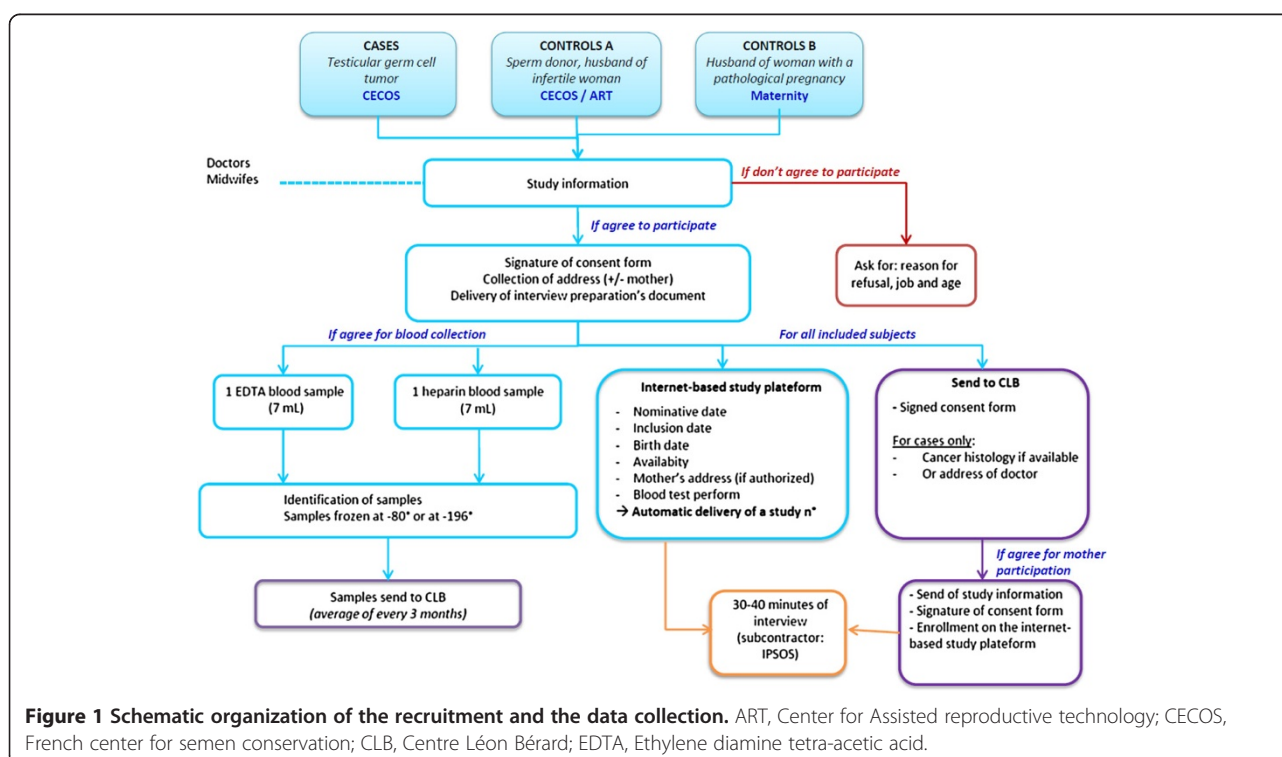 CASES
Testicular germ cell
tumor
CECOS
CONTROLS A
Sperm donor, husband of
infertile woman
CECOS / ART
CONTROLS B
Husband of woman with a
pathological pregnancy
Maternity
Doctors
Midwifes
Study information
If don't agree to participate
If agree to participate
Signature of consent form
Collection of address (+/- mother)
Delivery of interview preparation's document
Ask for: reason for
refusal, job and age
If agree for blood collection
For all included subjects
1 EDTA blood sample
(7 mL)
1 heparin blood sample
(7 mL)
Internet-based study plateform
- Nominative date
- Inclusion date
- Birth date
- Availabity
- Mother's address (if authorized)
- Blood test perform
→ Automatic delivery of a study n°
Send to CLB
- Signed consent form
For cases only:
- Cancer histology if available
- Or address of doctor
Identification of samples
Samples frozen at -80° or at -196°
If agree for mother
participation
Samples send to CLB
(average of every 3 months)
30-40 minutes of
interview
(subcontractor:
IPSOS)
- Send of study information
- Signature of consent form
- Enrollment on the internet-
based study plateform
Figure 1 Schematic organization of the recruitment and the data collection. ART, Center for Assisted reproductive technology; CECOS,
French center for semen conservation; CLB, Centre Léon Bérard; EDTA, Ethylene diamine tetra-acetic acid.